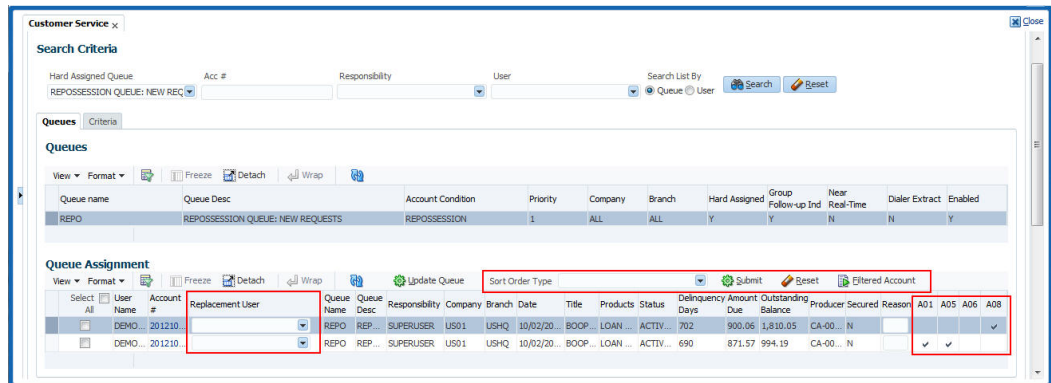 Customer Service ×
Close
Search Criteria
Hard Assigned Queue Acc # Responsibility User Search List By
REPOSSESSION QUEUE: NEW REQ Queue User Search Reset
Queues Criteria
Queues
View Format Freeze Detach Wrap
Queue name Queue Desc Account Condition Priority Company Branch Hard Assigned Group Follow-up Ind Near Real-Time Dialer Extract Enabled
REPO REPOSSESSION QUEUE: NEW REQUESTS REPOSSESSION 1 ALL ALL Y Y N N Y
Queue Assignment
View Format Freeze Detach Wrap Update Queue Sort Order Type Submit Reset Filtered Account
Select All User Name Account # Replacement User Queue Name Queue Desc Responsibility Company Branch Date Title Products Status Delinquency Days Amount Due Outstanding Balance Producer Secured Reason A01 A05 A06 A08
DEMO... 201210... REPO REP... SUPERUSER US01 USHQ 10/02/20... BOOP... LOAN ... ACTIV... 702 900.06 1,810.05 CA-00... N ✓
DEMO... 201210... REPO REP... SUPERUSER US01 USHQ 10/02/20... BOOP... LOAN ... ACTIV... 690 871.57 994.19 CA-00... N ✓ ✓